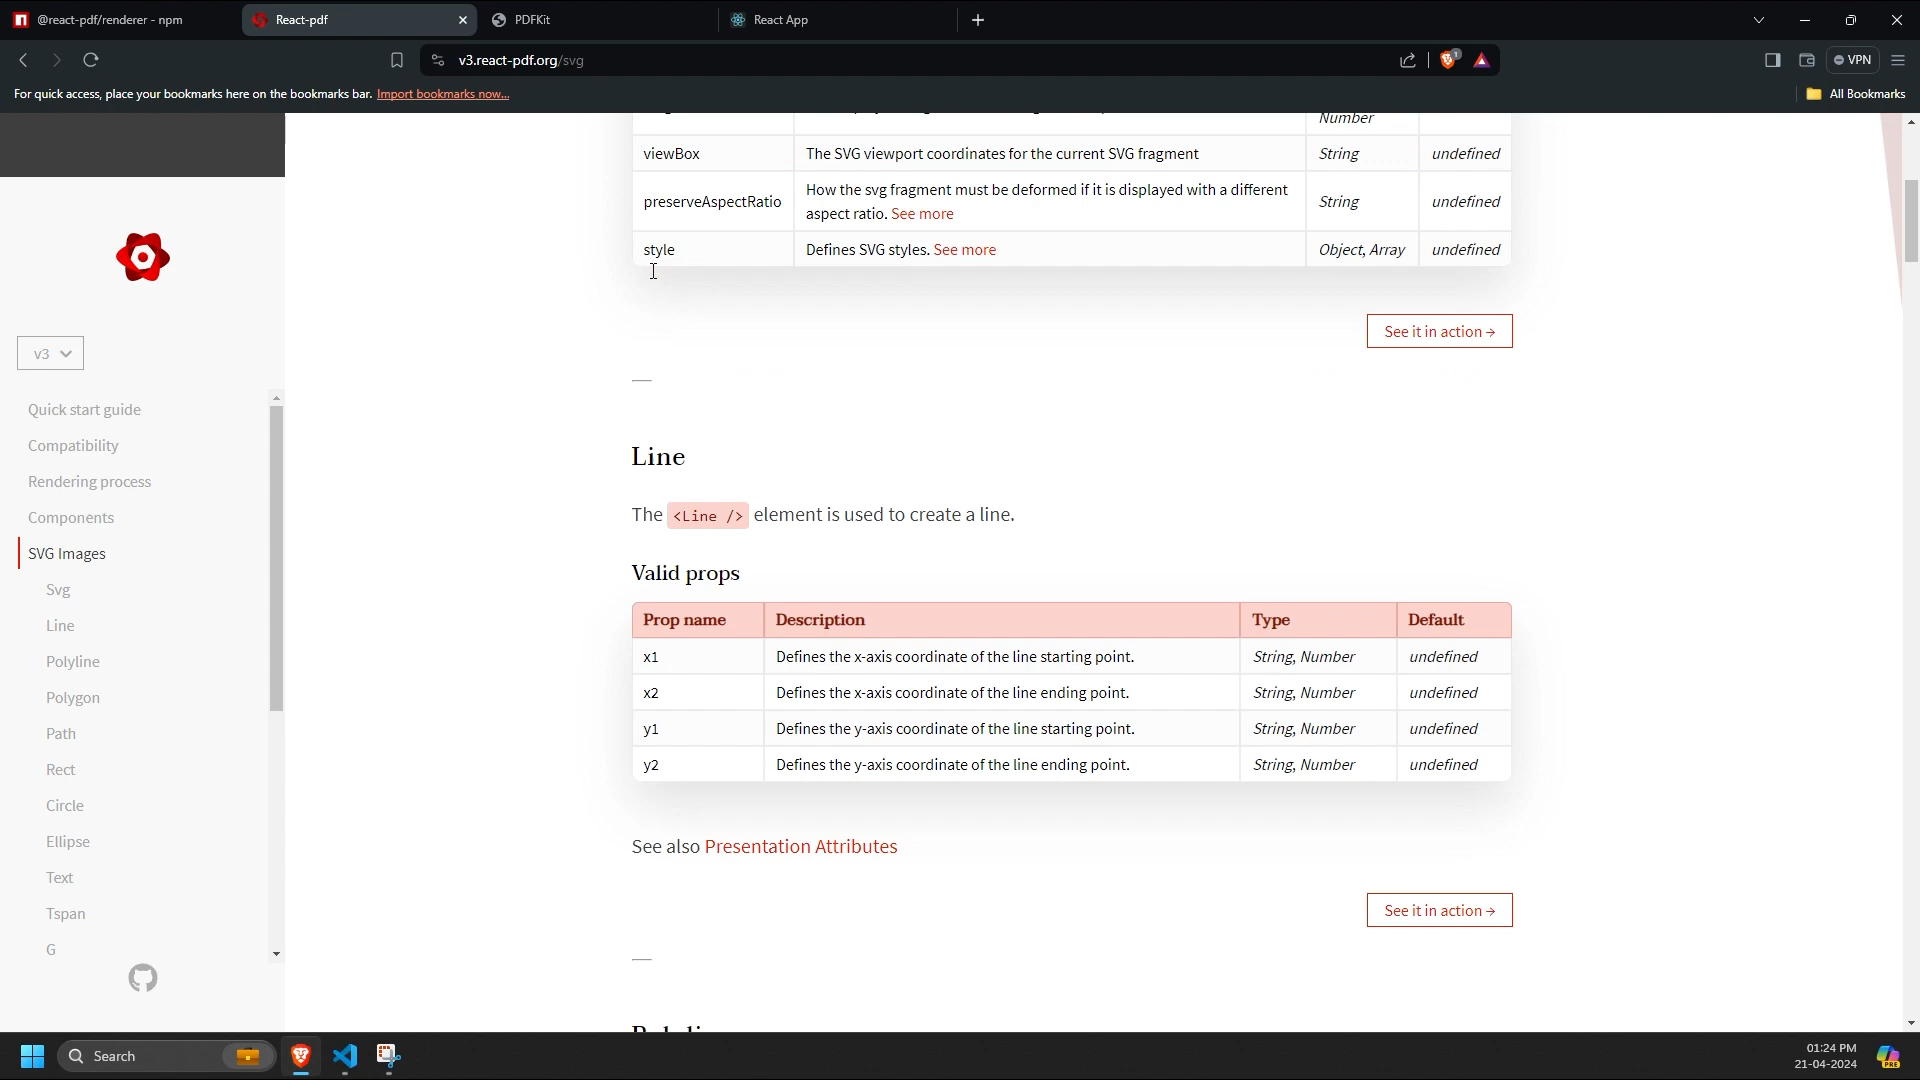 @react-pdf/renderer - npm
React-pdf
PDFKit
React App
v3.react-pdf.org/svg
1
VPN
For quick access, place your bookmarks here on the bookmarks bar. Import bookmarks now...
All Bookmarks
v3
Quick start guide
Compatibility
Rendering process
Components
SVG Images
Svg
Line
Polyline
Polygon
Path
Rect
Circle
Ellipse
Text
Tspan
G
Number
viewBox The SVG viewport coordinates for the current SVG fragment String undefined
preserveAspectRatio How the svg fragment must be deformed if it is displayed with a different
aspect ratio. See more String undefined
style Defines SVG styles. See more Object, Array undefined
See it in action →
Line
The <Line /> element is used to create a line.
Valid props
Prop name Description Type Default
x1 Defines the x-axis coordinate of the line starting point. String, Number undefined
x2 Defines the x-axis coordinate of the line ending point. String, Number undefined
y1 Defines the y-axis coordinate of the line starting point. String, Number undefined
y2 Defines the y-axis coordinate of the line ending point. String, Number undefined
See also Presentation Attributes
See it in action →
Search
01:24 PM
21-04-2024
PRE